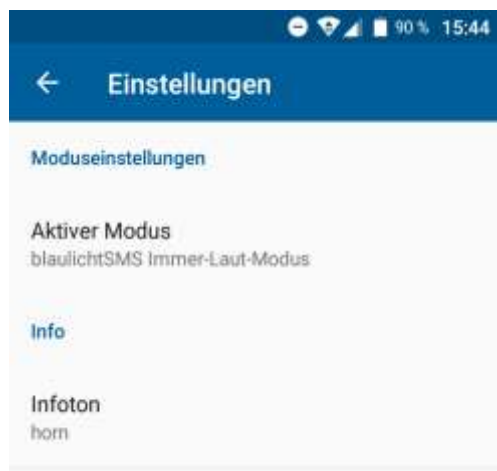 90 % 15:44
Einstellungen
Moduseinstellungen
Aktiver Modus
blaulichtSMS Immer-Laut-Modus
Info
Infoton
horn